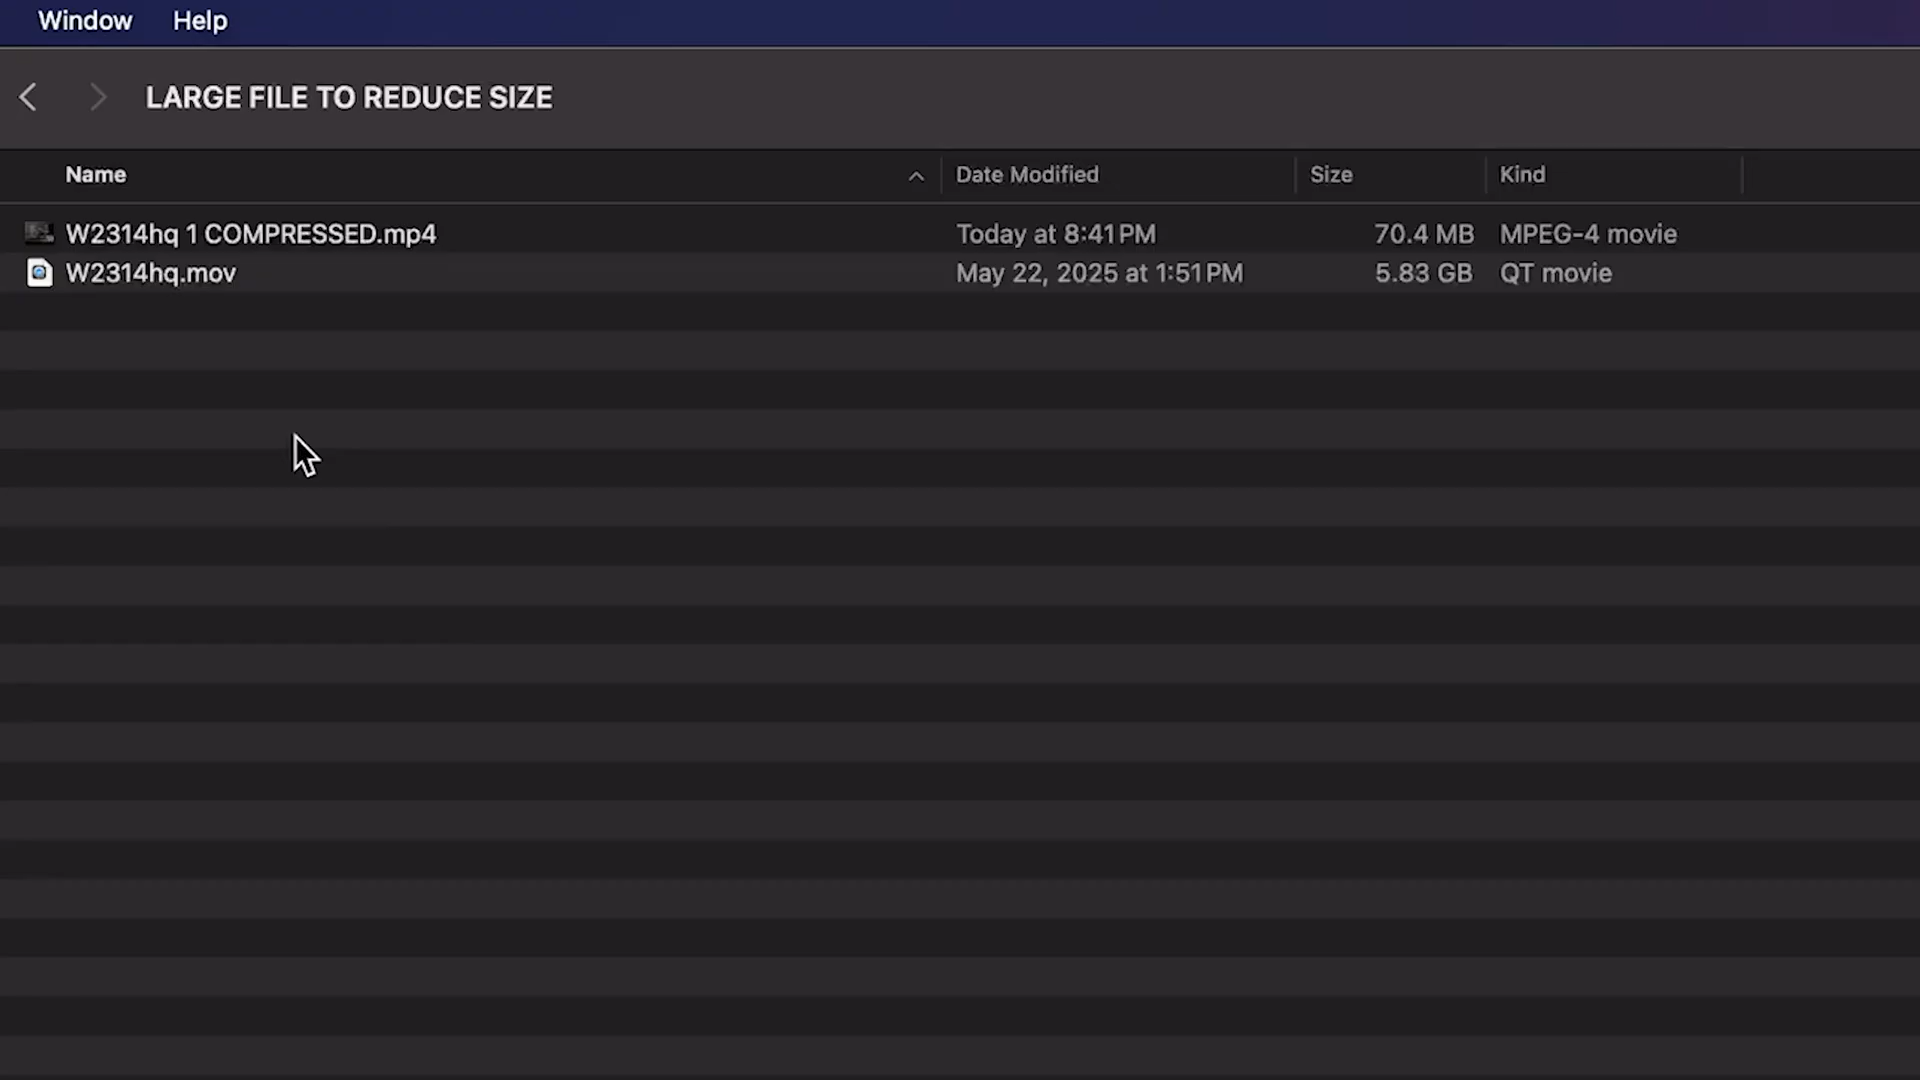 Window Help
LARGE FILE TO REDUCE SIZE
Name Date Modified Size Kind
W2314hq 1 COMPRESSED.mp4 Today at 8:41 PM 70.4 MB MPEG-4 movie
W2314hq.mov May 22, 2025 at 1:51 PM 5.83 GB QT movie